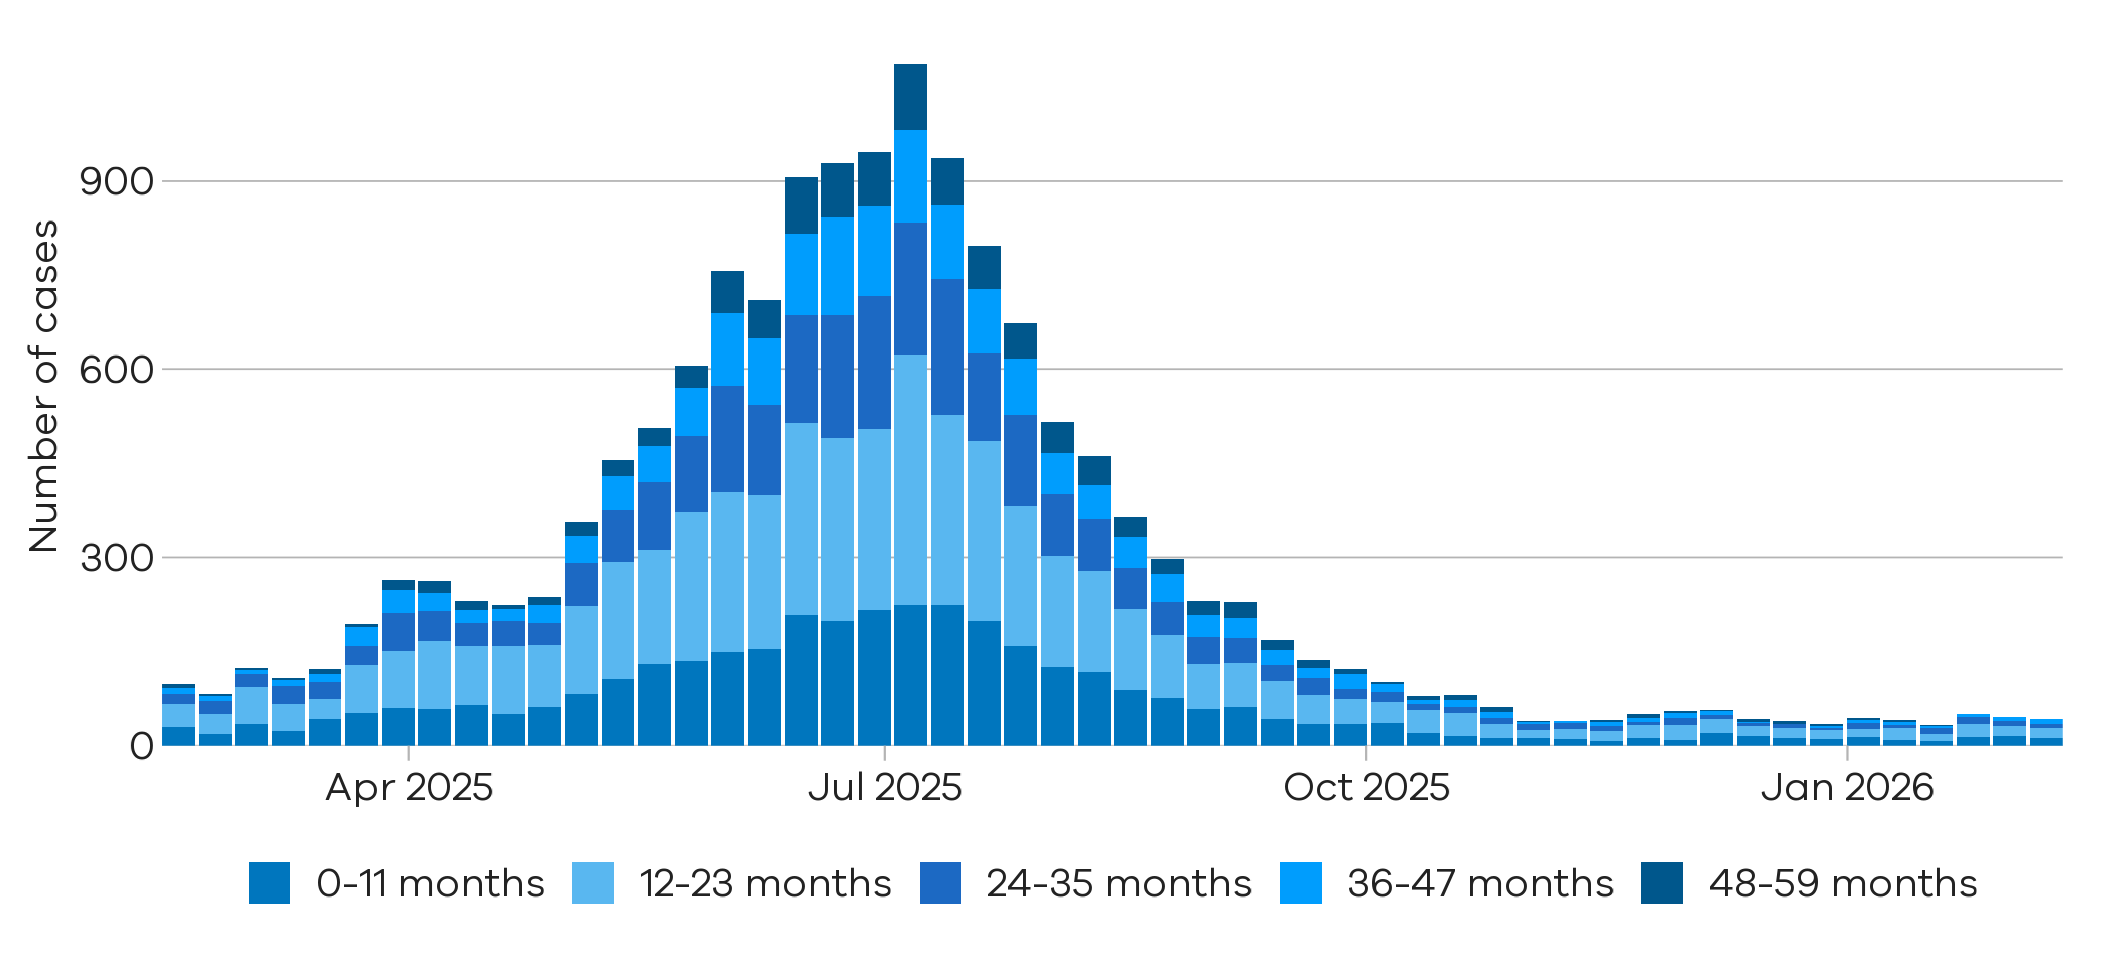 Number of cases
900
600
300
0
Apr 2025
Jul 2025
Oct 2025
Jan 2026
0-11 months
12-23 months
24-35 months
36-47 months
48-59 months